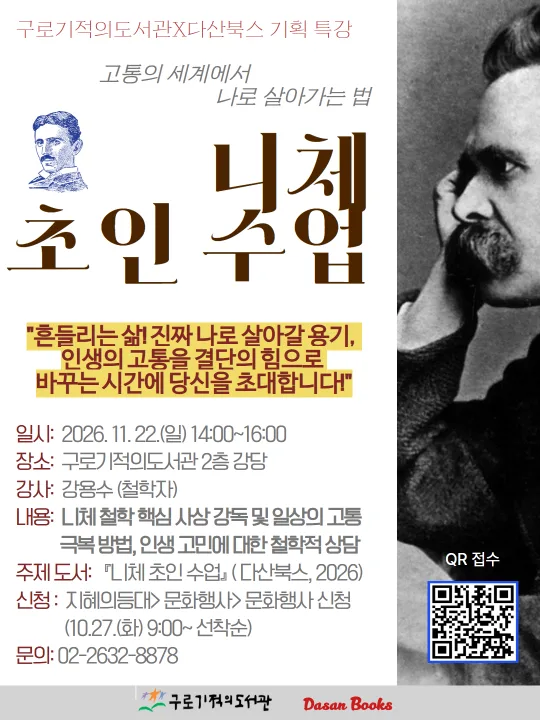 구로기적의도서관X다산북스 기획 특강
고통의 세계에서
나로 살아가는 법
니체
초인 수업
"흔들리는 삶! 진짜 나로 살아갈 용기,
인생의 고통을 결단의 힘으로
바꾸는 시간에 당신을 초대합니다!"
일시: 2026. 11. 22.(일) 14:00~16:00
장소: 구로기적의도서관 2층 강당
강사: 강용수 (철학자)
내용: 니체 철학 핵심 사상 강독 및 일상의 고통
극복 방법, 인생 고민에 대한 철학적 상담
주제 도서: 『니체 초인 수업』 ( 다산북스, 2026)
신청 : 지혜의등대> 문화행사> 문화행사 신청
(10.27.(화) 9:00~ 선착순)
문의: 02-2632-8878
QR 접수
구로기적의도서관
Dasan Books